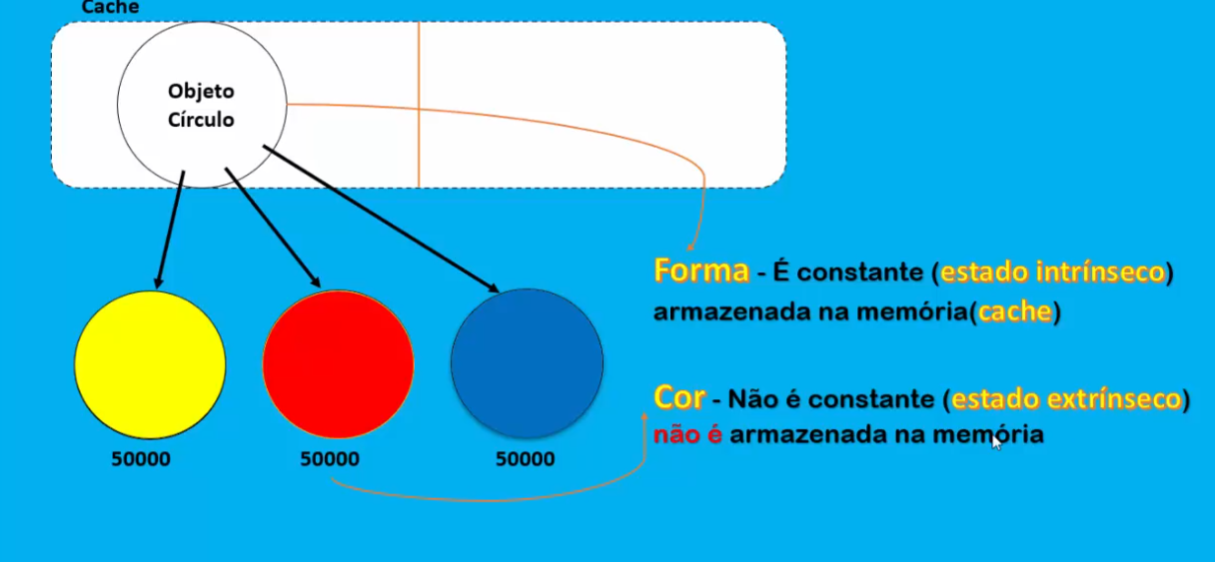 Cache
Objeto
Círculo
Forma - É constante (estado intrínseco)
armazenada na memória(cache)
Cor - Não é constante (estado extrínseco)
não é armazenada na memória
50000
50000
50000